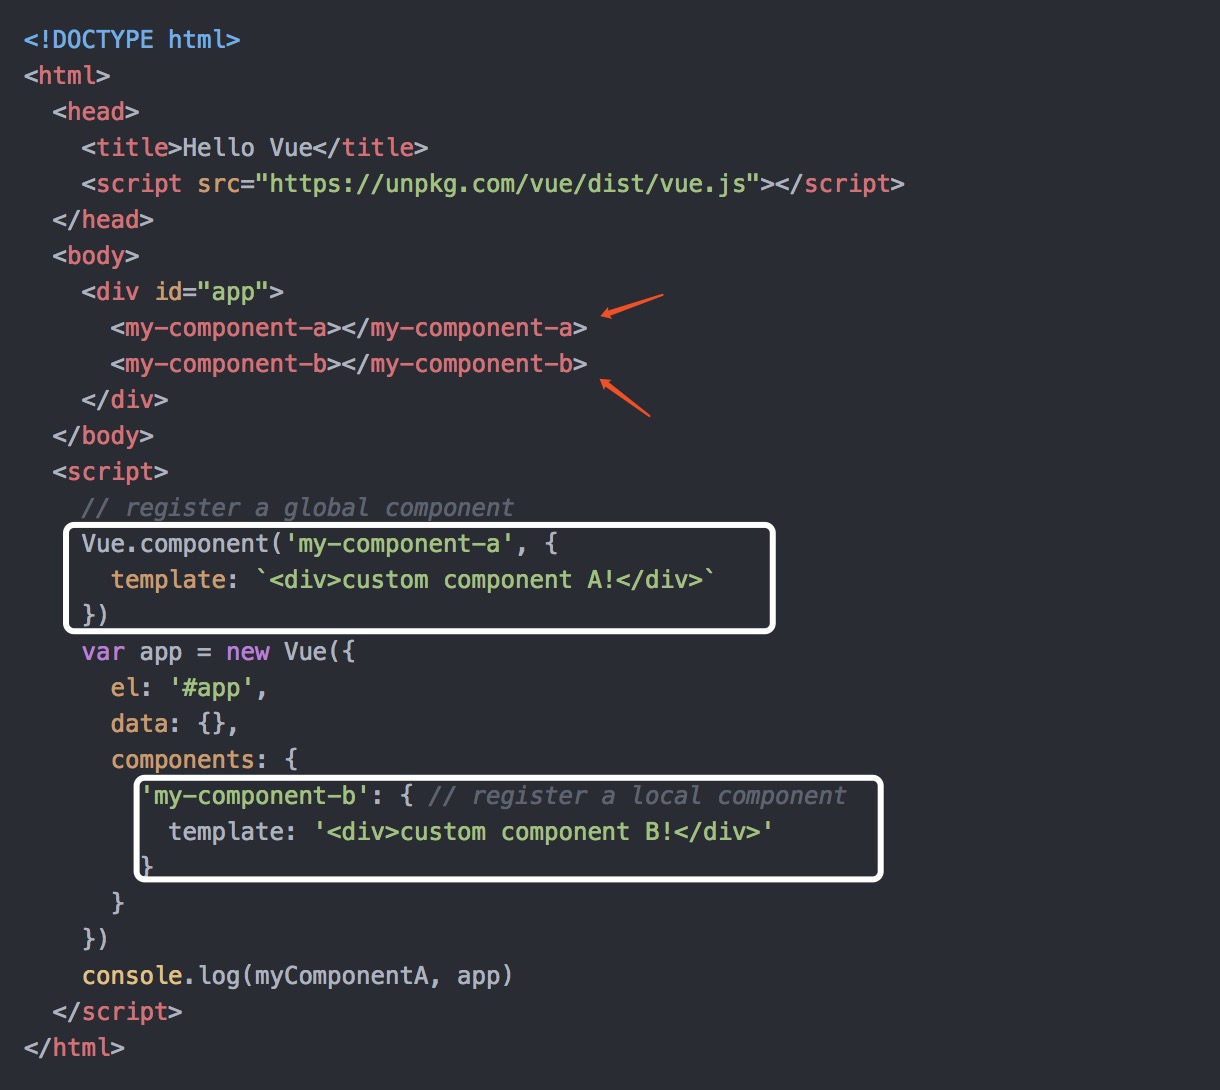 <!DOCTYPE html>
<html>
<head>
<title>Hello Vue</title>
<script src="https://unpkg.com/vue/dist/vue.js"></script>
</head>
<body>
<div id="app">
<my-component-a></my-component-a>
<my-component-b></my-component-b>
</div>
</body>
<script>
// register a global component
Vue.component('my-component-a', {
template: `<div>custom component A!</div>`
})
var app = new Vue({
el: '#app',
data: {},
components: {
'my-component-b': { // register a local component
template: '<div>custom component B!</div>'
}
}
})
console.log(myComponentA, app)
</script>
</html>